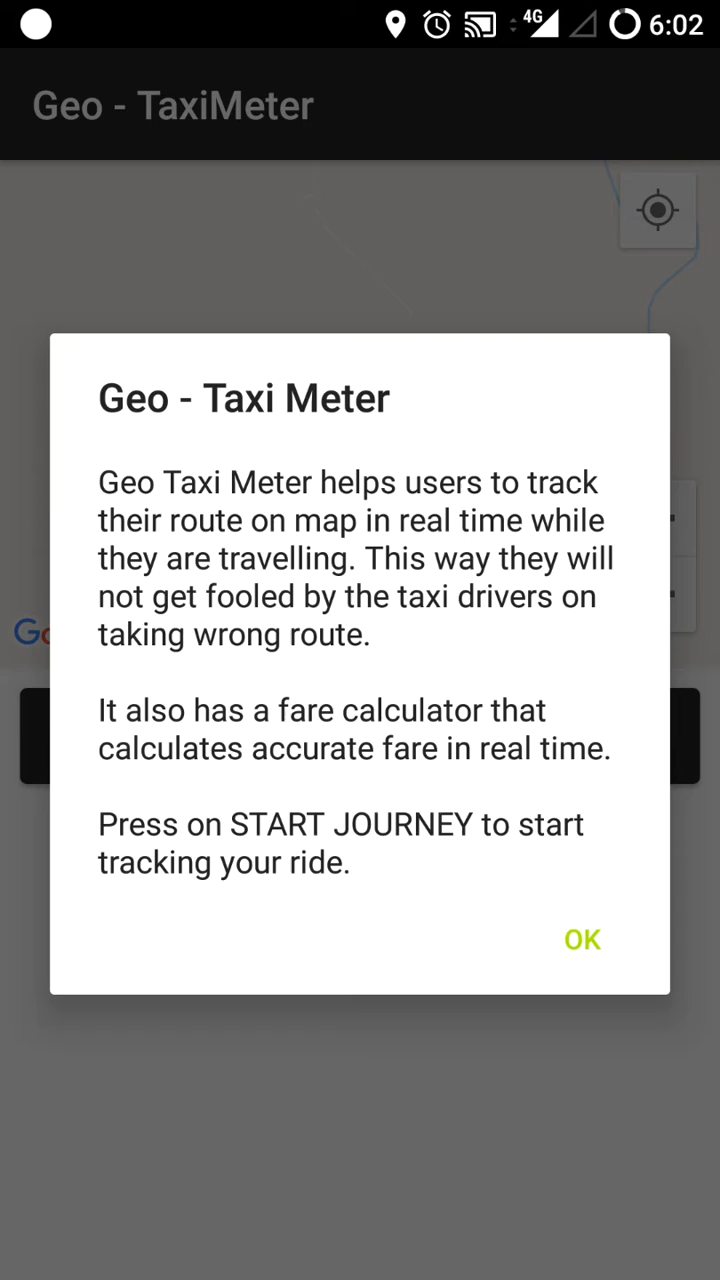 4G 6:02
Geo - TaxiMeter
Geo - Taxi Meter
Geo Taxi Meter helps users to track
their route on map in real time while
they are travelling. This way they will
not get fooled by the taxi drivers on
taking wrong route.
It also has a fare calculator that
calculates accurate fare in real time.
Press on START JOURNEY to start
tracking your ride.
OK